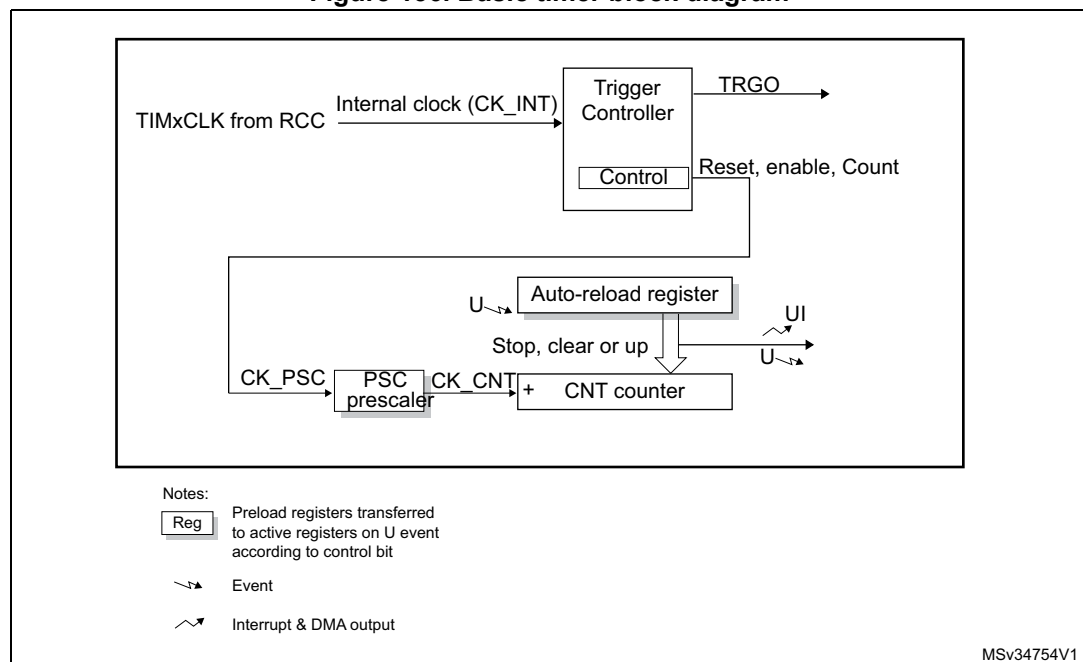 Trigger
Controller
TRGO
Internal clock (CK_INT)
TIMxCLK from RCC
Control
Reset, enable, Count
Auto-reload register
U
UI
Stop, clear or up
U
CK_PSC
PSC
prescaler
CK_CNT
+
CNT counter
Notes:
Reg
Preload registers transferred
to active registers on U event
according to control bit
Event
Interrupt & DMA output
MSv34754V1